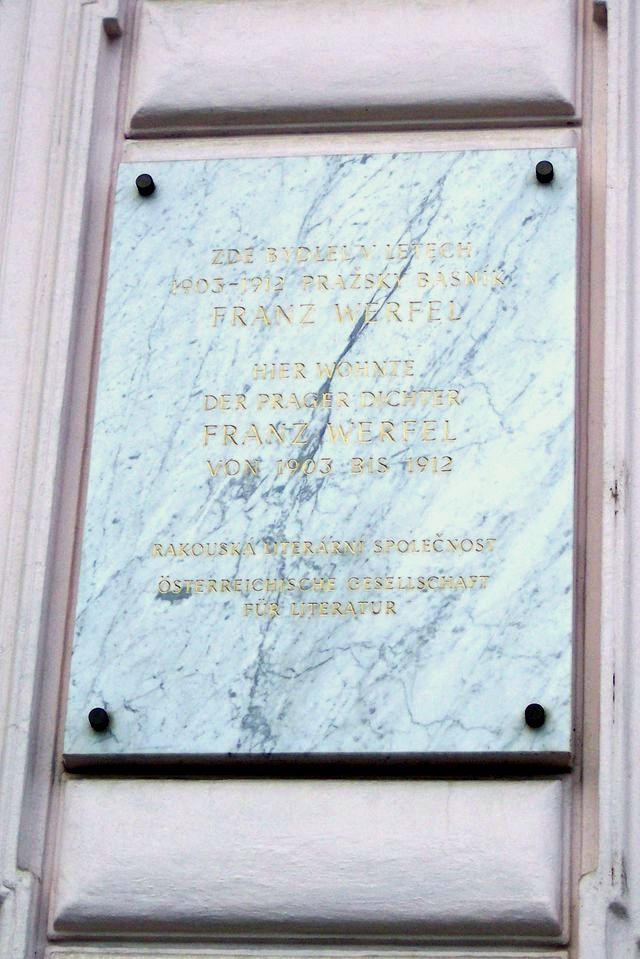 ZDE BYDLEL V LETECH
1903-1912 PRAŽSKÝ BÁSNÍK
FRANZ WERFEL
HIER WOHNTE
DER PRAGER DICHTER
FRANZ WERFEL
VON 1903 BIS 1912
RAKOUSKÁ LITERÁRNÍ SPOLEČNOST
ÖSTERREICHISCHE GESELLSCHAFT
FÜR LITERATUR